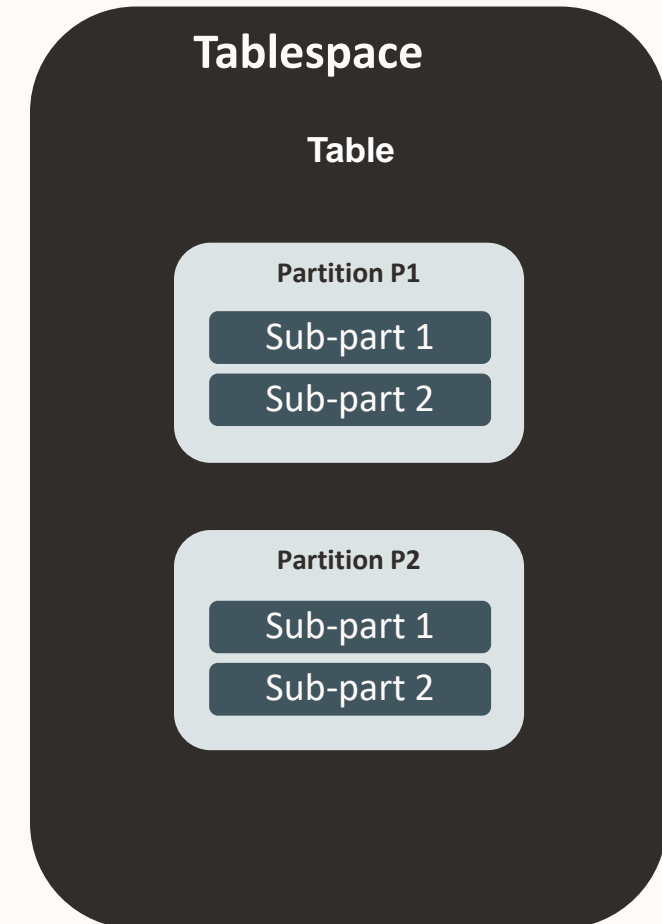 Tablespace
Table
Partition P1
Sub-part 1
Sub-part 2
Partition P2
Sub-part 1
Sub-part 2